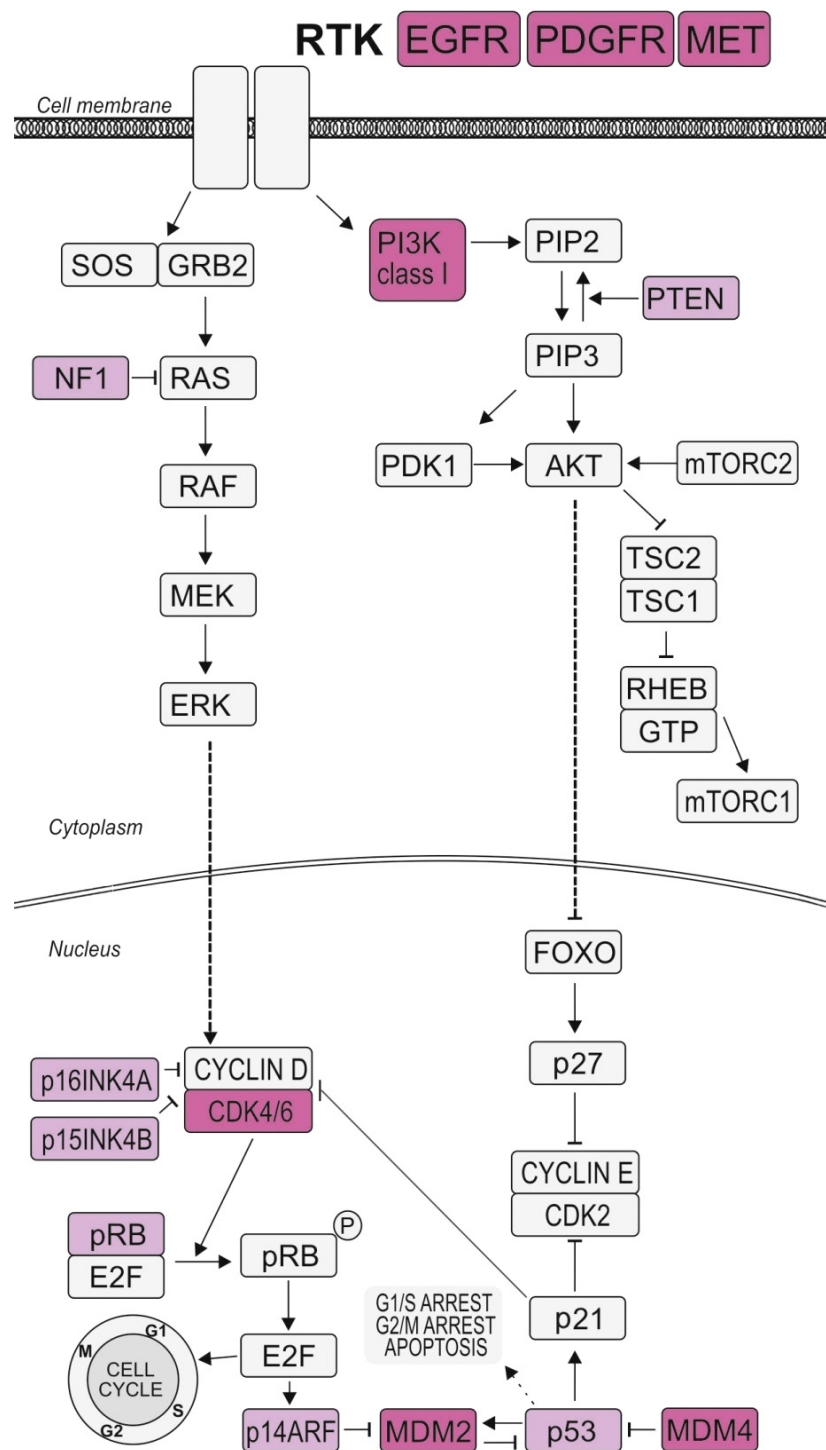 RTK EGFR PDGFR MET
Cell membrane
SOS GRB2
PI3K
class I
PIP2
PTEN
NF1
RAS
PIP3
RAF
PDK1
AKT
mTORC2
MEK
TSC2
TSC1
ERK
RHEB
GTP
mTORC1
Cytoplasm
Nucleus
FOXO
p16INK4A
CYCLIN D
p27
p15INK4B
CDK4/6
CYCLIN E
CDK2
pRB
E2F
pRB
P
G1/S ARREST
G2/M ARREST
APOPTOSIS
p21
G1
M
CELL
CYCLE
S
G2
E2F
p14ARF
MDM2
p53
MDM4